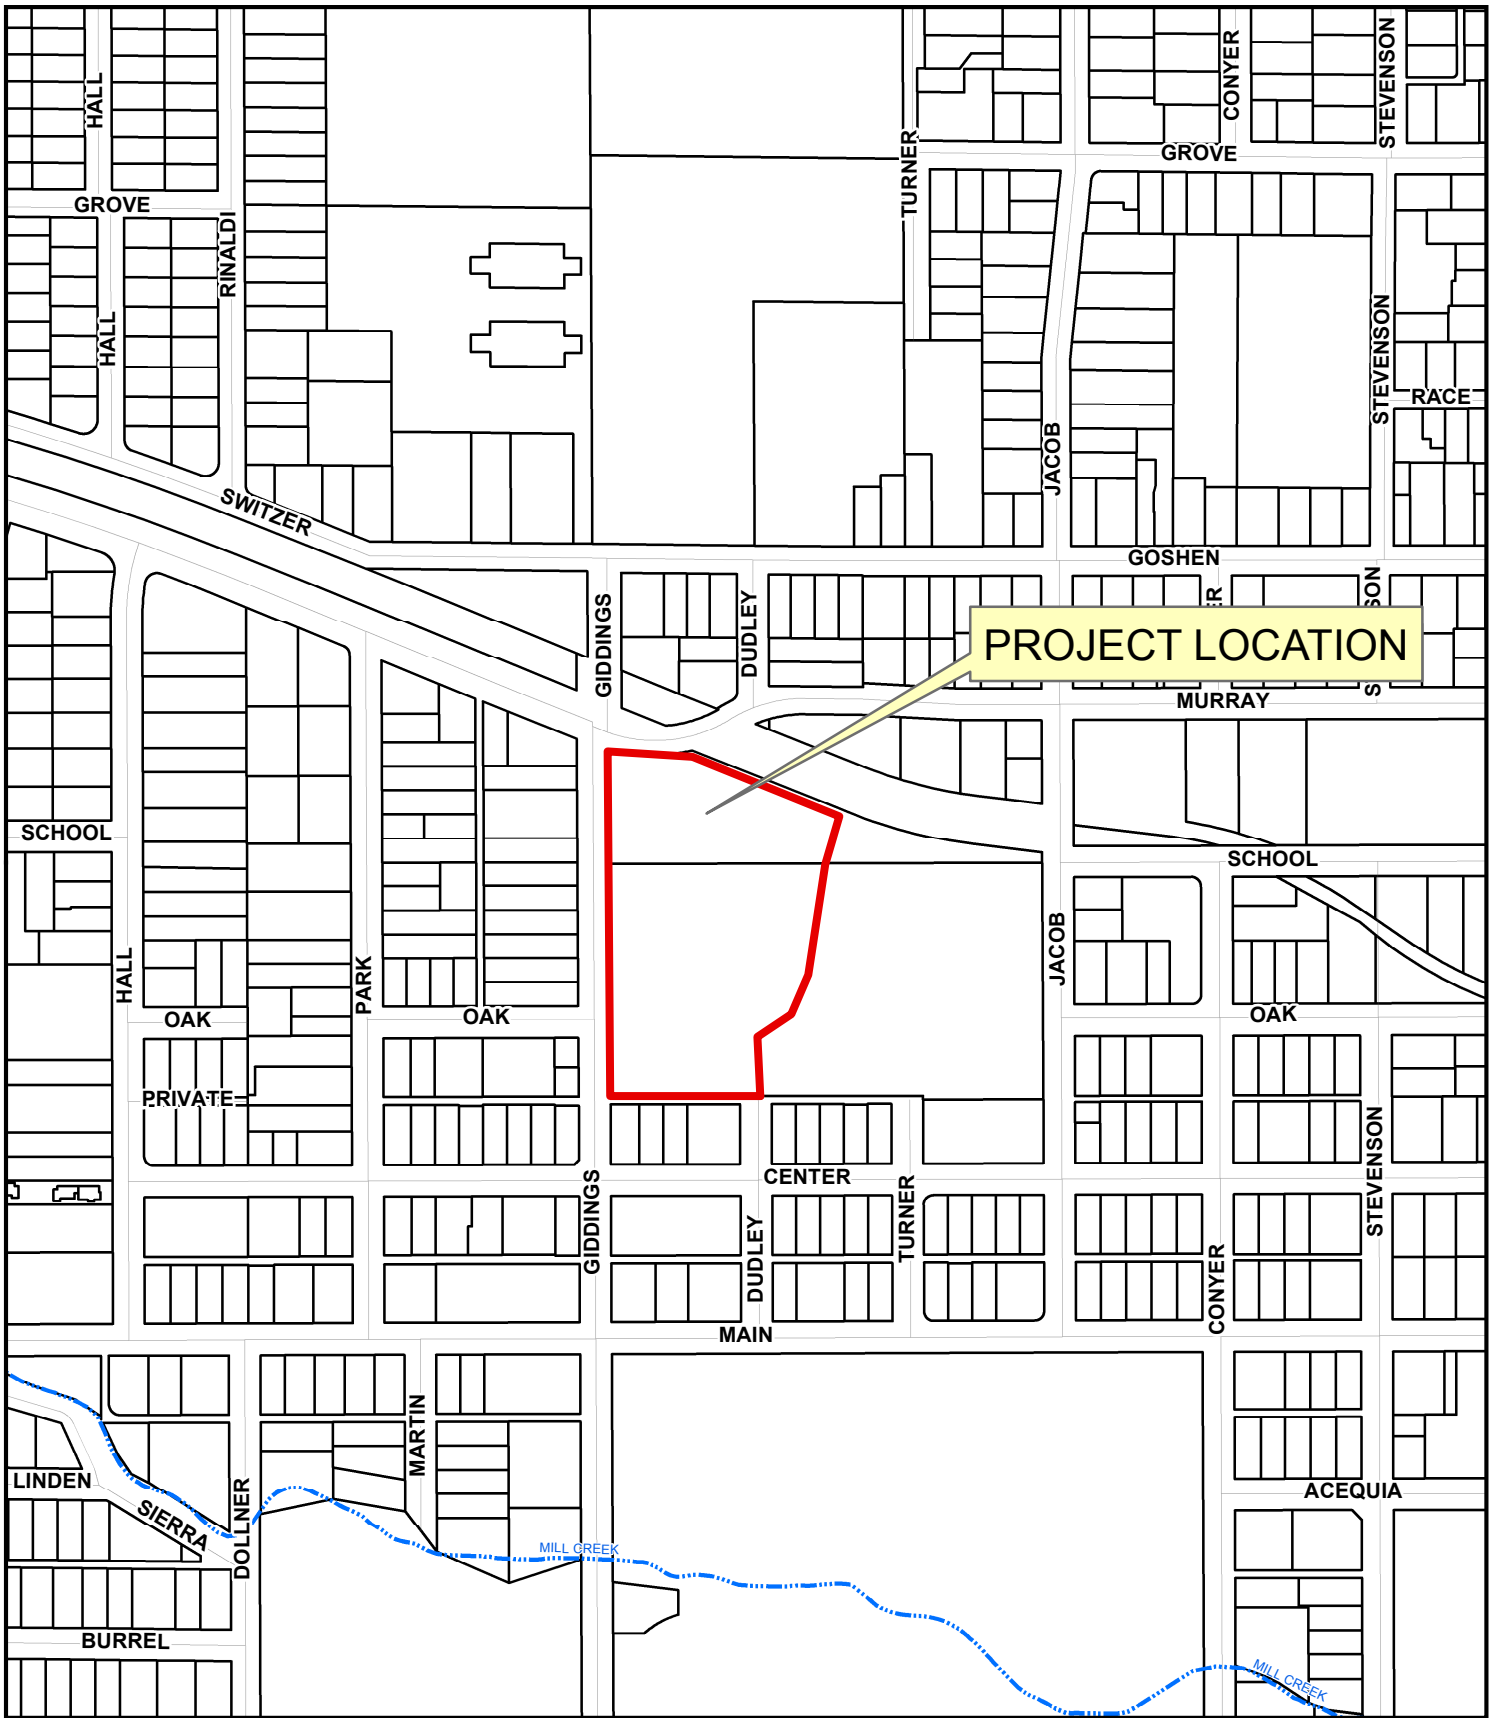 HALL
CONYER
STEVENSON
TURNER
GROVE
GROVE
RINALDI
HALL
STEVENSON
RACE
JACOB
SWITZER
GOSHEN
GIDDINGS
DUDLEY
PROJECT LOCATION
MURRAY
SCHOOL
SCHOOL
HALL
PARK
JACOB
OAK
OAK
OAK
PRIVATE
STEVENSON
GIDDINGS
CENTER
TURNER
DUDLEY
CONYER
MAIN
MARTIN
LINDEN
SIERRA
DOLLNER
ACEQUIA
MILL CREEK
BURREL
MILL CREEK